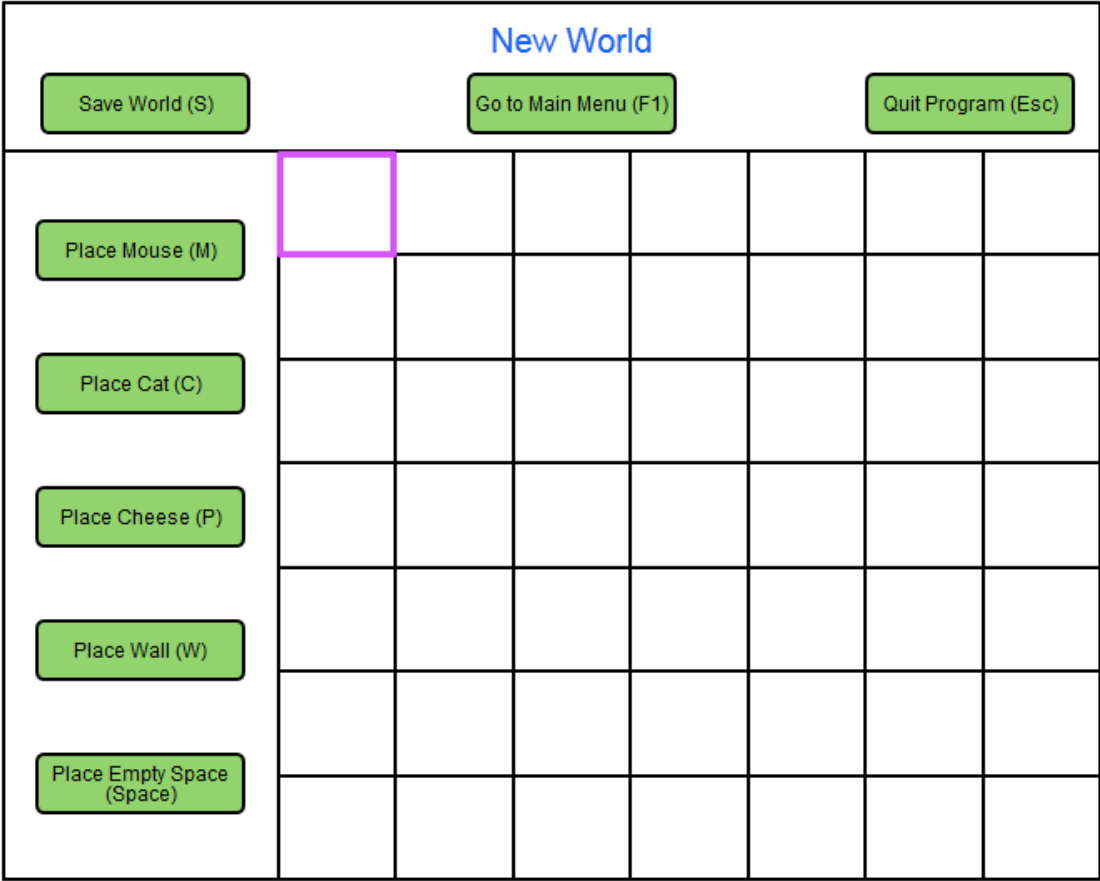 New World
Save World (S)
Go to Main Menu (F1)
Quit Program (Esc)
Place Mouse (M)
Place Cat (C)
Place Cheese (P)
Place Wall (W)
Place Empty Space
(Space)